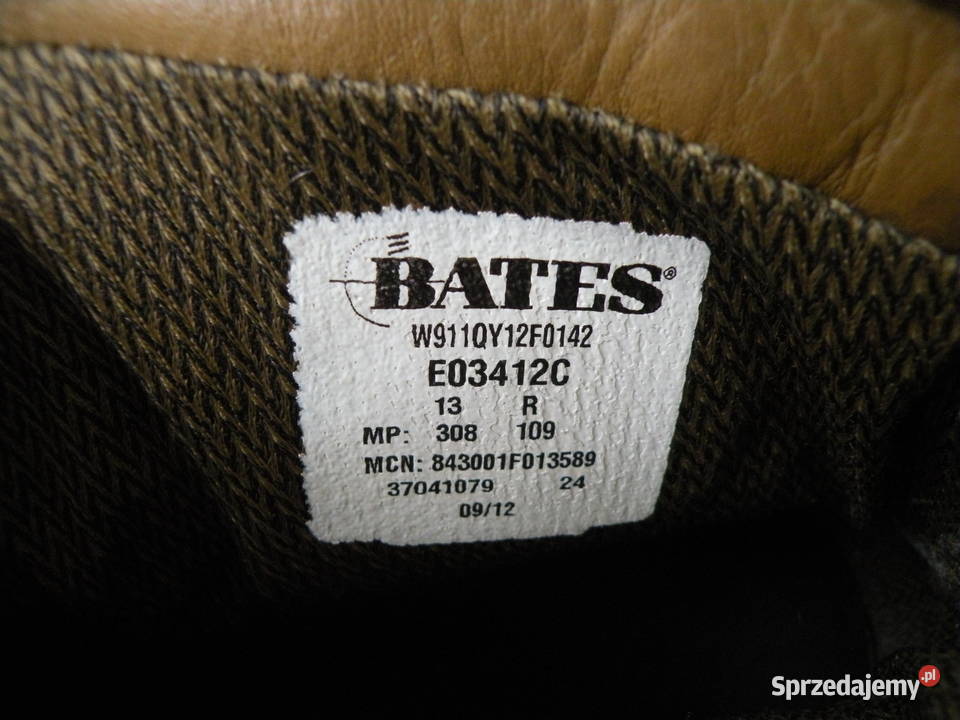 BATES®
W911QY12F0142
E03412C
13 R
MP: 308 109
MCN: 843001F013589
37041079 24
09/12
Sprzedajemy.pl